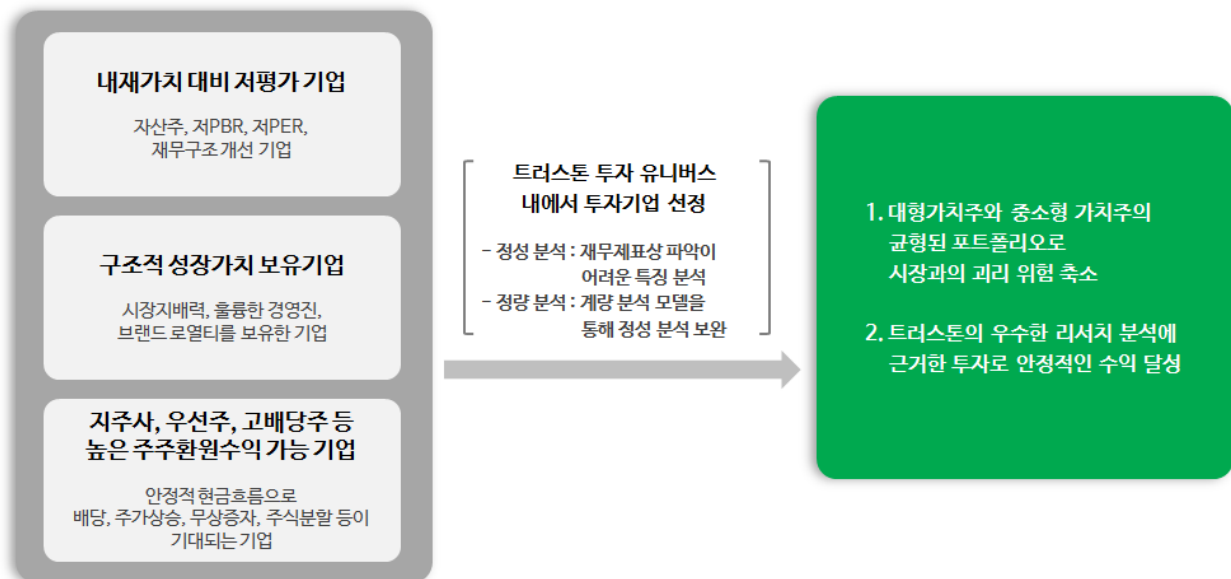 내재가치 대비 저평가 기업
자산주, 저PBR, 저PER,
재무구조 개선 기업
구조적 성장가치 보유기업
시장지배력, 훌륭한 경영진,
브랜드 로열티를 보유한 기업
지주사, 우선주, 고배당주 등
높은 주주환원수익 가능 기업
안정적 현금흐름으로
배당, 주가상승, 무상증자, 주식분할 등이
기대되는 기업
트러스톤 투자 유니버스
내에서 투자기업 선정
- 정성 분석 : 재무제표상 파악이
어려운 특징 분석
- 정량 분석 : 계량 분석 모델을
통해 정성 분석 보완
1. 대형가치주와 중소형 가치주의
균형된 포트폴리오로
시장과의 괴리 위험 축소
2. 트러스톤의 우수한 리서치 분석에
근거한 투자로 안정적인 수익 달성